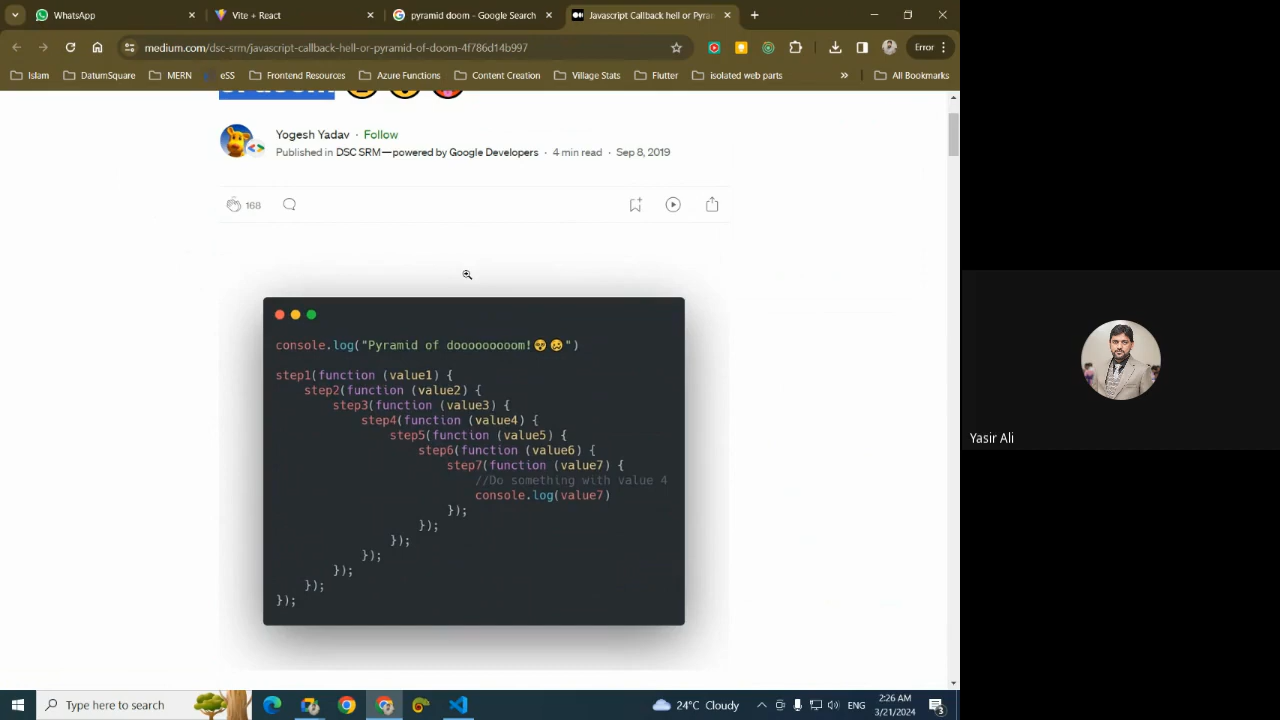 WhatsApp
Vite + React
pyramid doom - Google Search
Javascript Callback hell or Pyra
medium.com/dsc-srm/javascript-callback-hell-or-pyramid-of-doom-4f786d14b997
Error
Islam
DatumSquare
MERN
eSS
Frontend Resources
Azure Functions
Content Creation
Village Stats
Flutter
isolated web parts
»
All Bookmarks
Yogesh Yadav · Follow
Published in DSC SRM — powered by Google Developers · 4 min read · Sep 8, 2019
168
console.log("Pyramid of dooooooooom!😵😖")
step1(function (value1) {
step2(function (value2) {
step3(function (value3) {
step4(function (value4) {
step5(function (value5) {
step6(function (value6) {
step7(function (value7) {
//Do something with value 4
console.log(value7)
});
});
});
});
});
});
});
Yasir Ali
Type here to search
24°C Cloudy
ENG
2:26 AM
3/21/2024
3